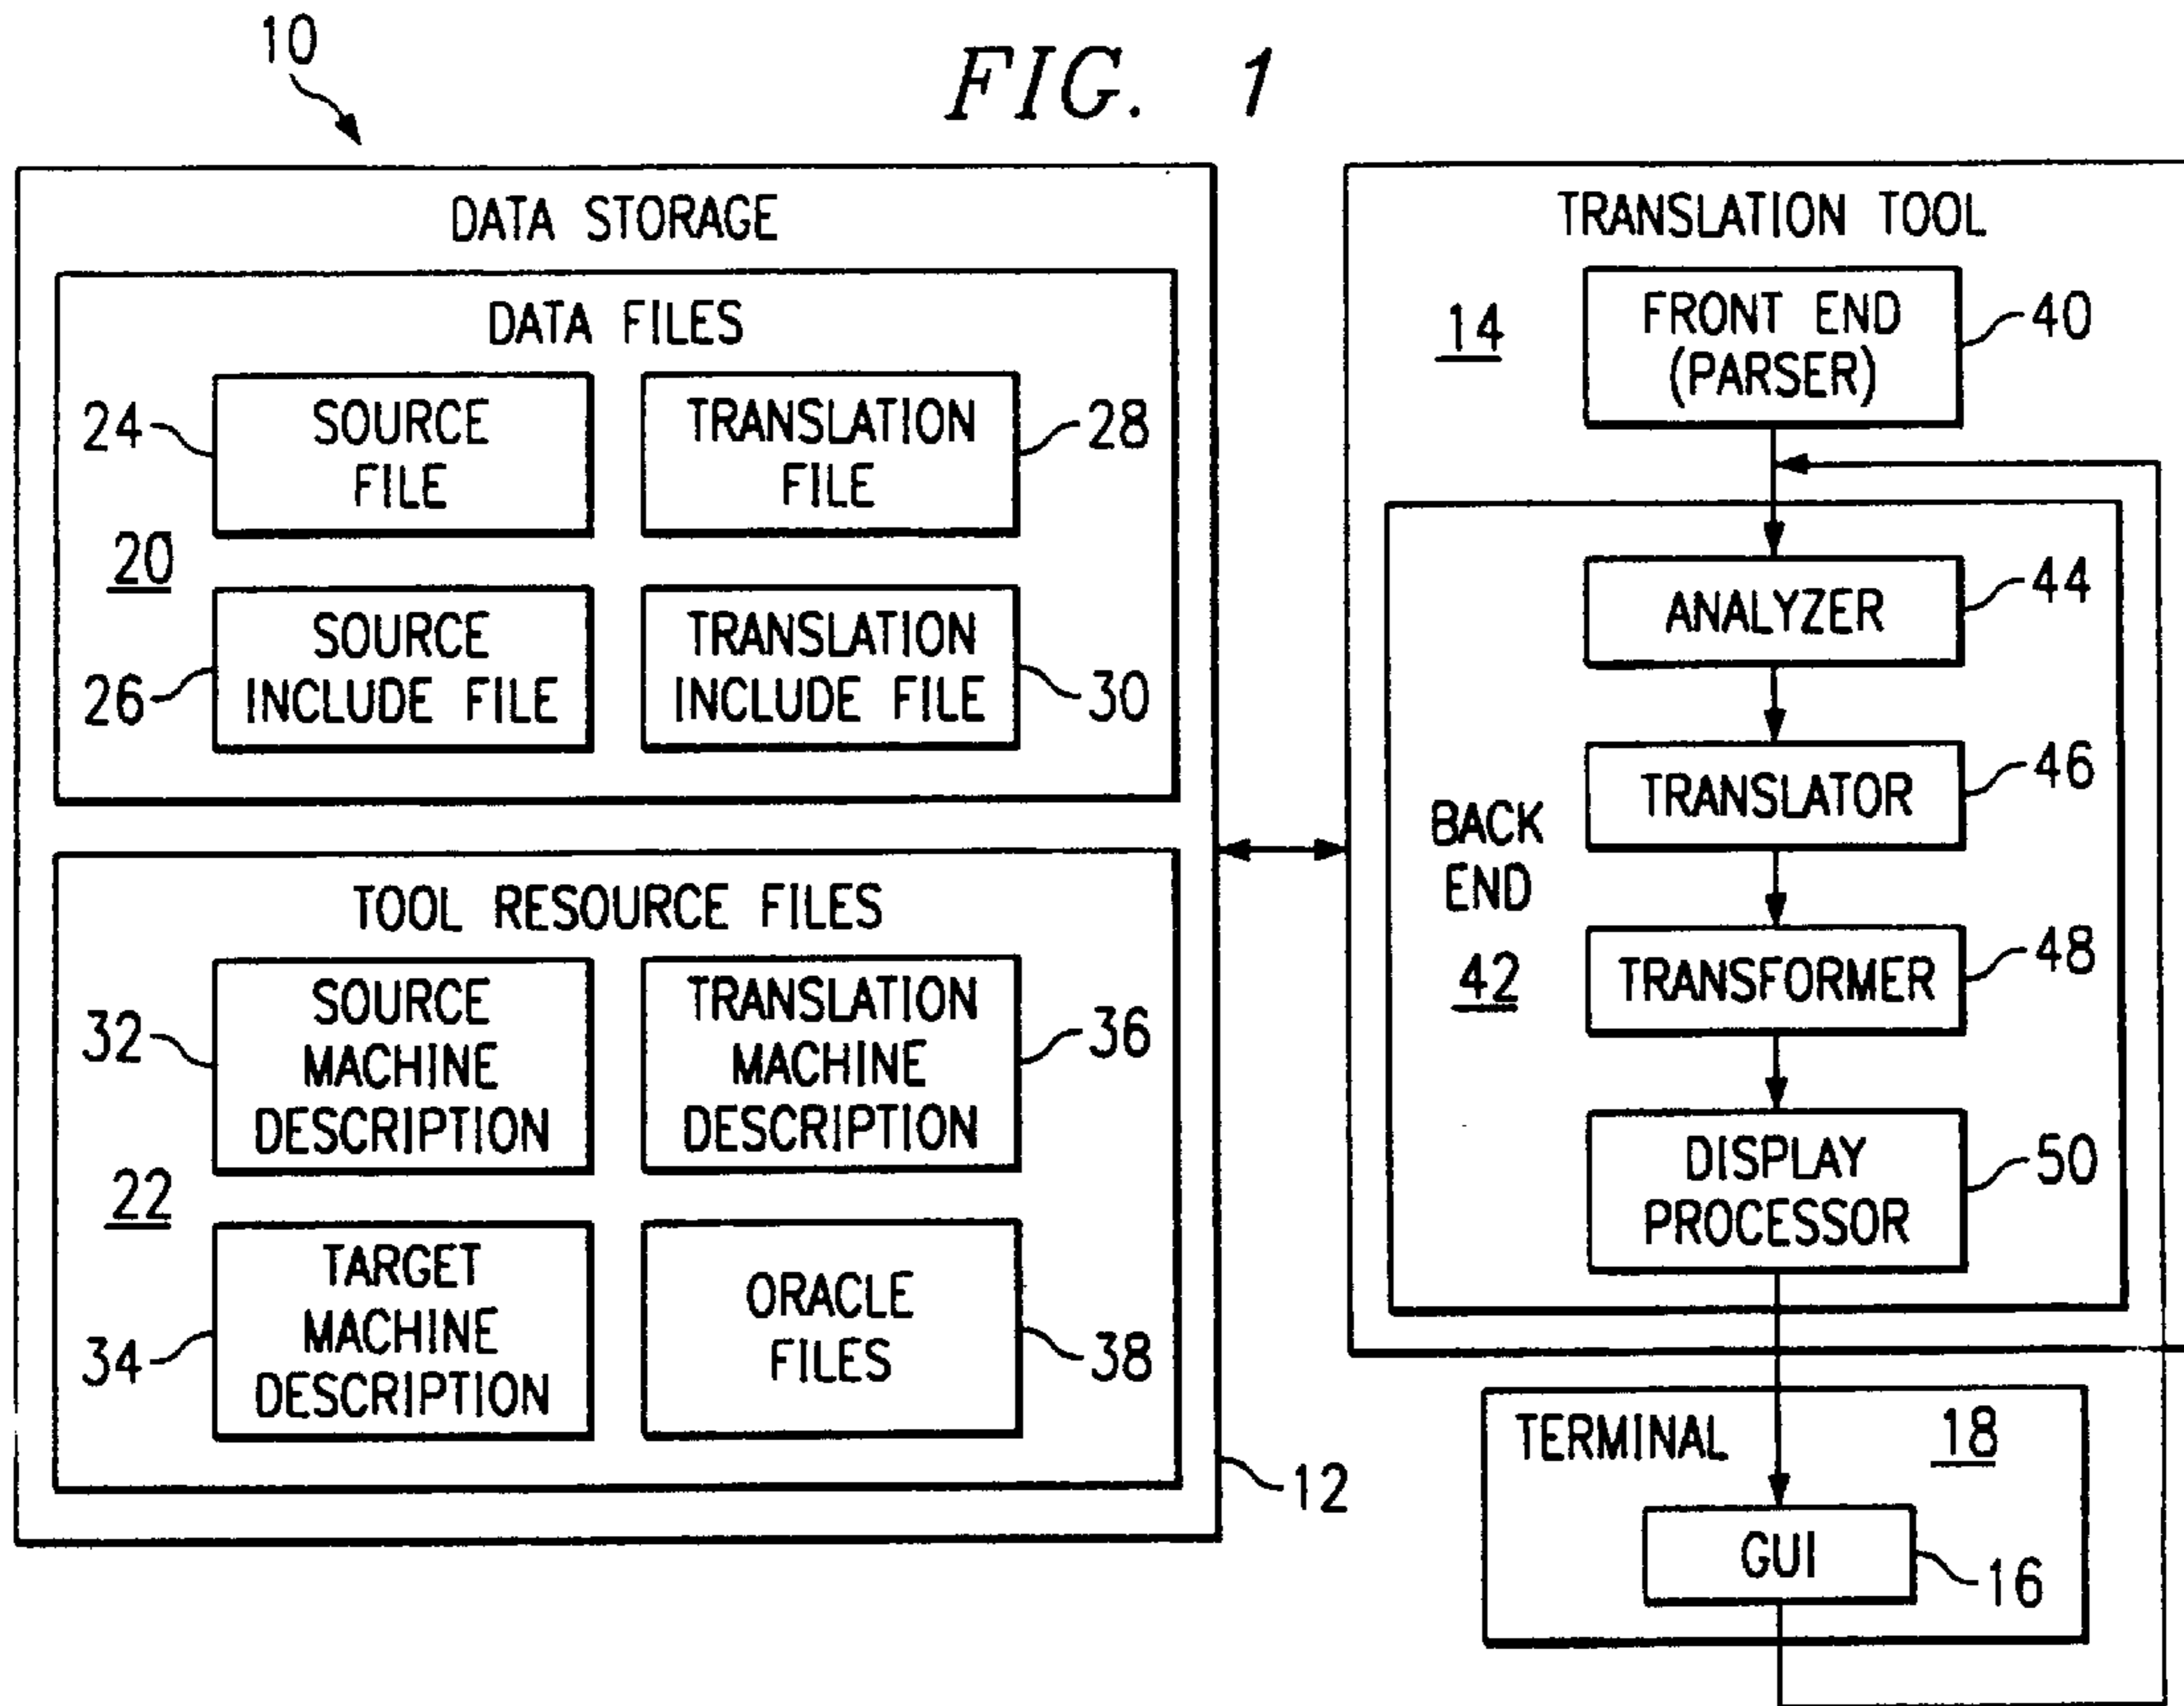 10
FIG. 1
DATA STORAGE
DATA FILES
24
SOURCE
FILE
TRANSLATION
FILE
28
20
26
SOURCE
INCLUDE FILE
TRANSLATION
INCLUDE FILE
30
TOOL RESOURCE FILES
32
SOURCE
MACHINE
DESCRIPTION
TRANSLATION
MACHINE
DESCRIPTION
36
22
34
TARGET
MACHINE
DESCRIPTION
ORACLE
FILES
38
12
TRANSLATION TOOL
14
FRONT END
(PARSER)
40
ANALYZER
44
TRANSLATOR
46
BACK
END
42
TRANSFORMER
48
DISPLAY
PROCESSOR
50
TERMINAL
18
GUI
16